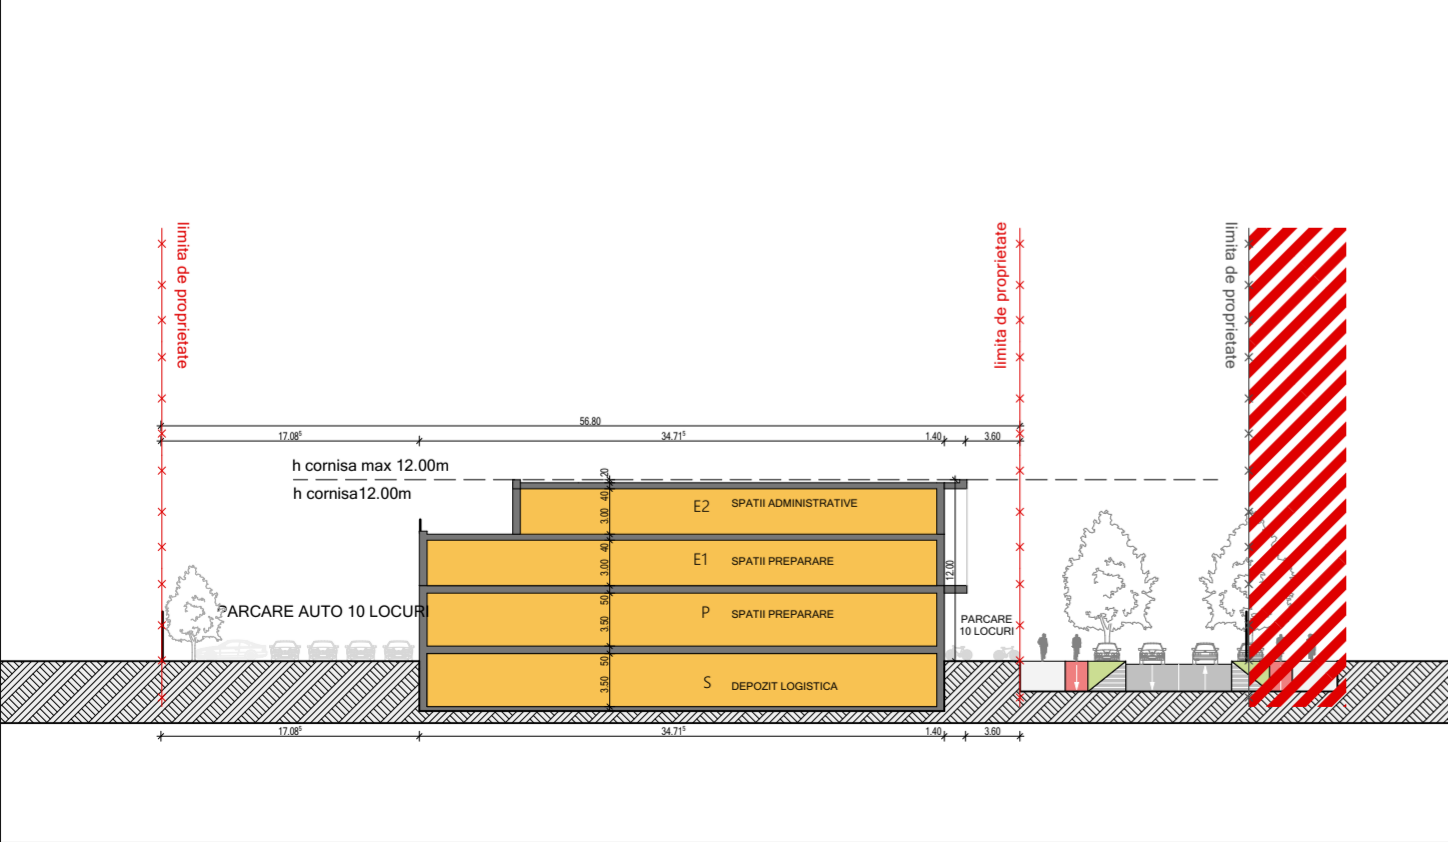 limita de proprietate
limita de proprietate
limita de proprietate
56.80
17.08⁵
34.71⁵
1.40
3.60
h cornisa max 12.00m
h cornisa12.00m
20
40
3.00
E2 SPATII ADMINISTRATIVE
40
3.00
E1 SPATII PREPARARE
12.00
50
3.50
P SPATII PREPARARE
PARCARE AUTO 10 LOCURI
PARCARE
10 LOCURI
50
3.50
S DEPOZIT LOGISTICA
17.08⁵
34.71⁵
1.40
3.60